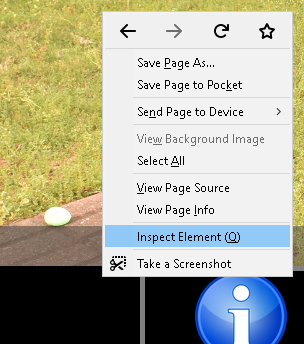 Save Page As...
Save Page to Pocket
Send Page to Device
View Background Image
Select All
View Page Source
View Page Info
Inspect Element (Q)
Take a Screenshot
i